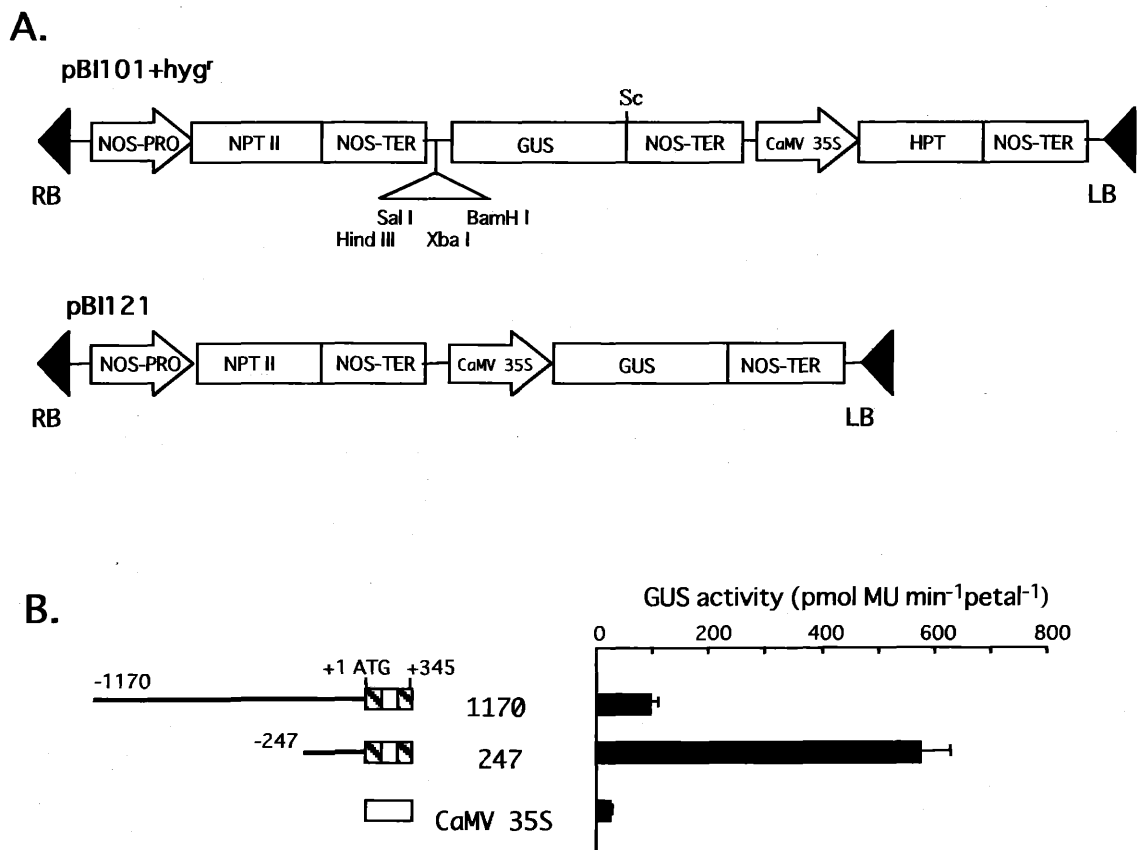 A.
pBI101+hygʳ
Sc
NOS-PRO NPT II NOS-TER GUS NOS-TER CaMV 35S HPT NOS-TER
RB LB
Sal I BamH I
Hind III Xba I
pBI121
NOS-PRO NPT II NOS-TER CaMV 35S GUS NOS-TER
RB LB
B.
GUS activity (pmol MU min⁻¹petal⁻¹)
0 200 400 600 800
-1170 +1 ATG +345
1170
-247
247
CaMV 35S